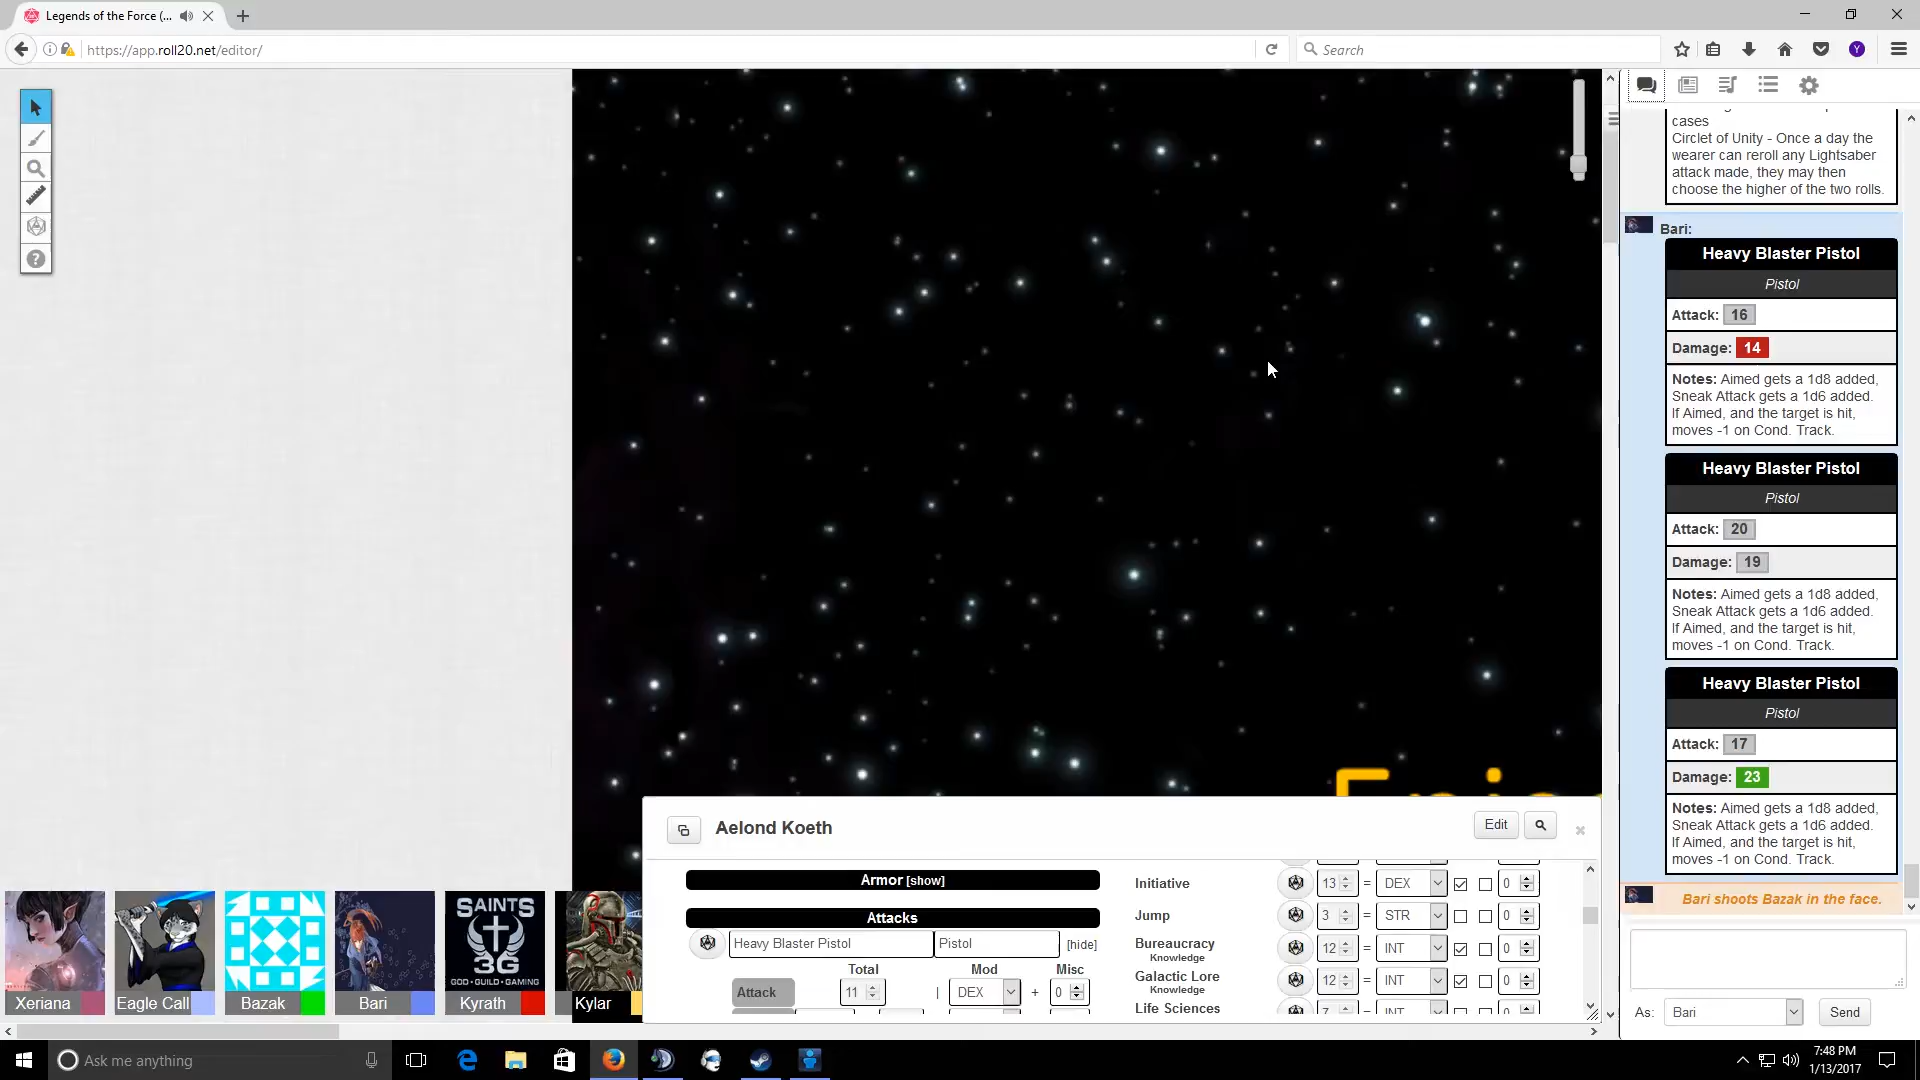 Legends of the Force (...
https://app.roll20.net/editor/
Search
Y
cases
Circlet of Unity - Once a day the
wearer can reroll any Lightsaber
attack made, they may then
choose the higher of the two rolls.
Bari:
Heavy Blaster Pistol
Pistol
Attack: 16
Damage: 14
Notes: Aimed gets a 1d8 added,
Sneak Attack gets a 1d6 added.
If Aimed, and the target is hit,
moves -1 on Cond. Track.
Heavy Blaster Pistol
Pistol
Attack: 20
Damage: 19
Notes: Aimed gets a 1d8 added,
Sneak Attack gets a 1d6 added.
If Aimed, and the target is hit,
moves -1 on Cond. Track.
Heavy Blaster Pistol
Pistol
Attack: 17
Damage: 23
Notes: Aimed gets a 1d8 added,
Sneak Attack gets a 1d6 added.
If Aimed, and the target is hit,
moves -1 on Cond. Track.
Bari shoots Bazak in the face.
As: Bari Send
Aelond Koeth
Edit
Armor [show]
Attacks
Heavy Blaster Pistol Pistol [hide]
Total Mod Misc
Attack 11 | DEX + 0
Initiative 13 = DEX 0
Jump 3 = STR 0
Bureaucracy 12 = INT 0
Knowledge
Galactic Lore 12 = INT 0
Knowledge
Life Sciences
SAINTS
3G
GOD · GUILD · GAMING
Xeriana
Eagle Call
Bazak
Bari
Kyrath
Kylar
Ask me anything
7:48 PM
1/13/2017